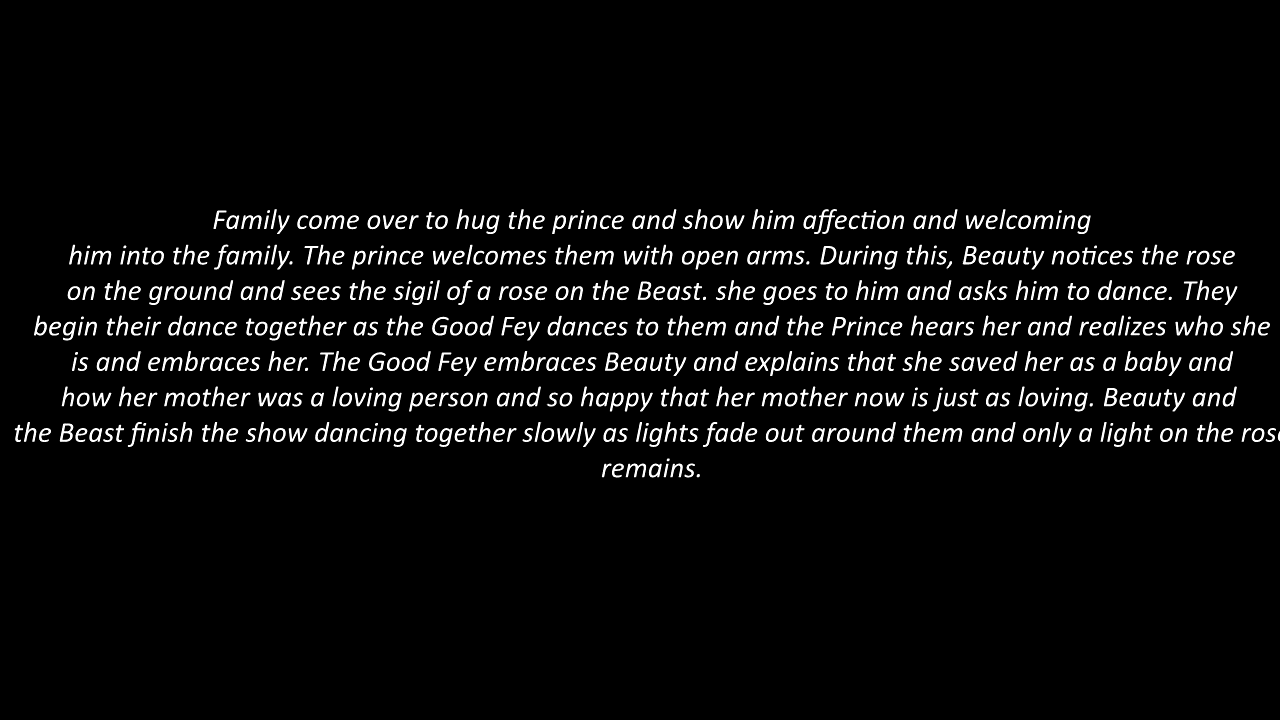 Family come over to hug the prince and show him affection and welcoming
him into the family. The prince welcomes them with open arms. During this, Beauty notices the rose
on the ground and sees the sigil of a rose on the Beast. she goes to him and asks him to dance. They
begin their dance together as the Good Fey dances to them and the Prince hears her and realizes who she
is and embraces her. The Good Fey embraces Beauty and explains that she saved her as a baby and
how her mother was a loving person and so happy that her mother now is just as loving. Beauty and
the Beast finish the show dancing together slowly as lights fade out around them and only a light on the rose
remains.